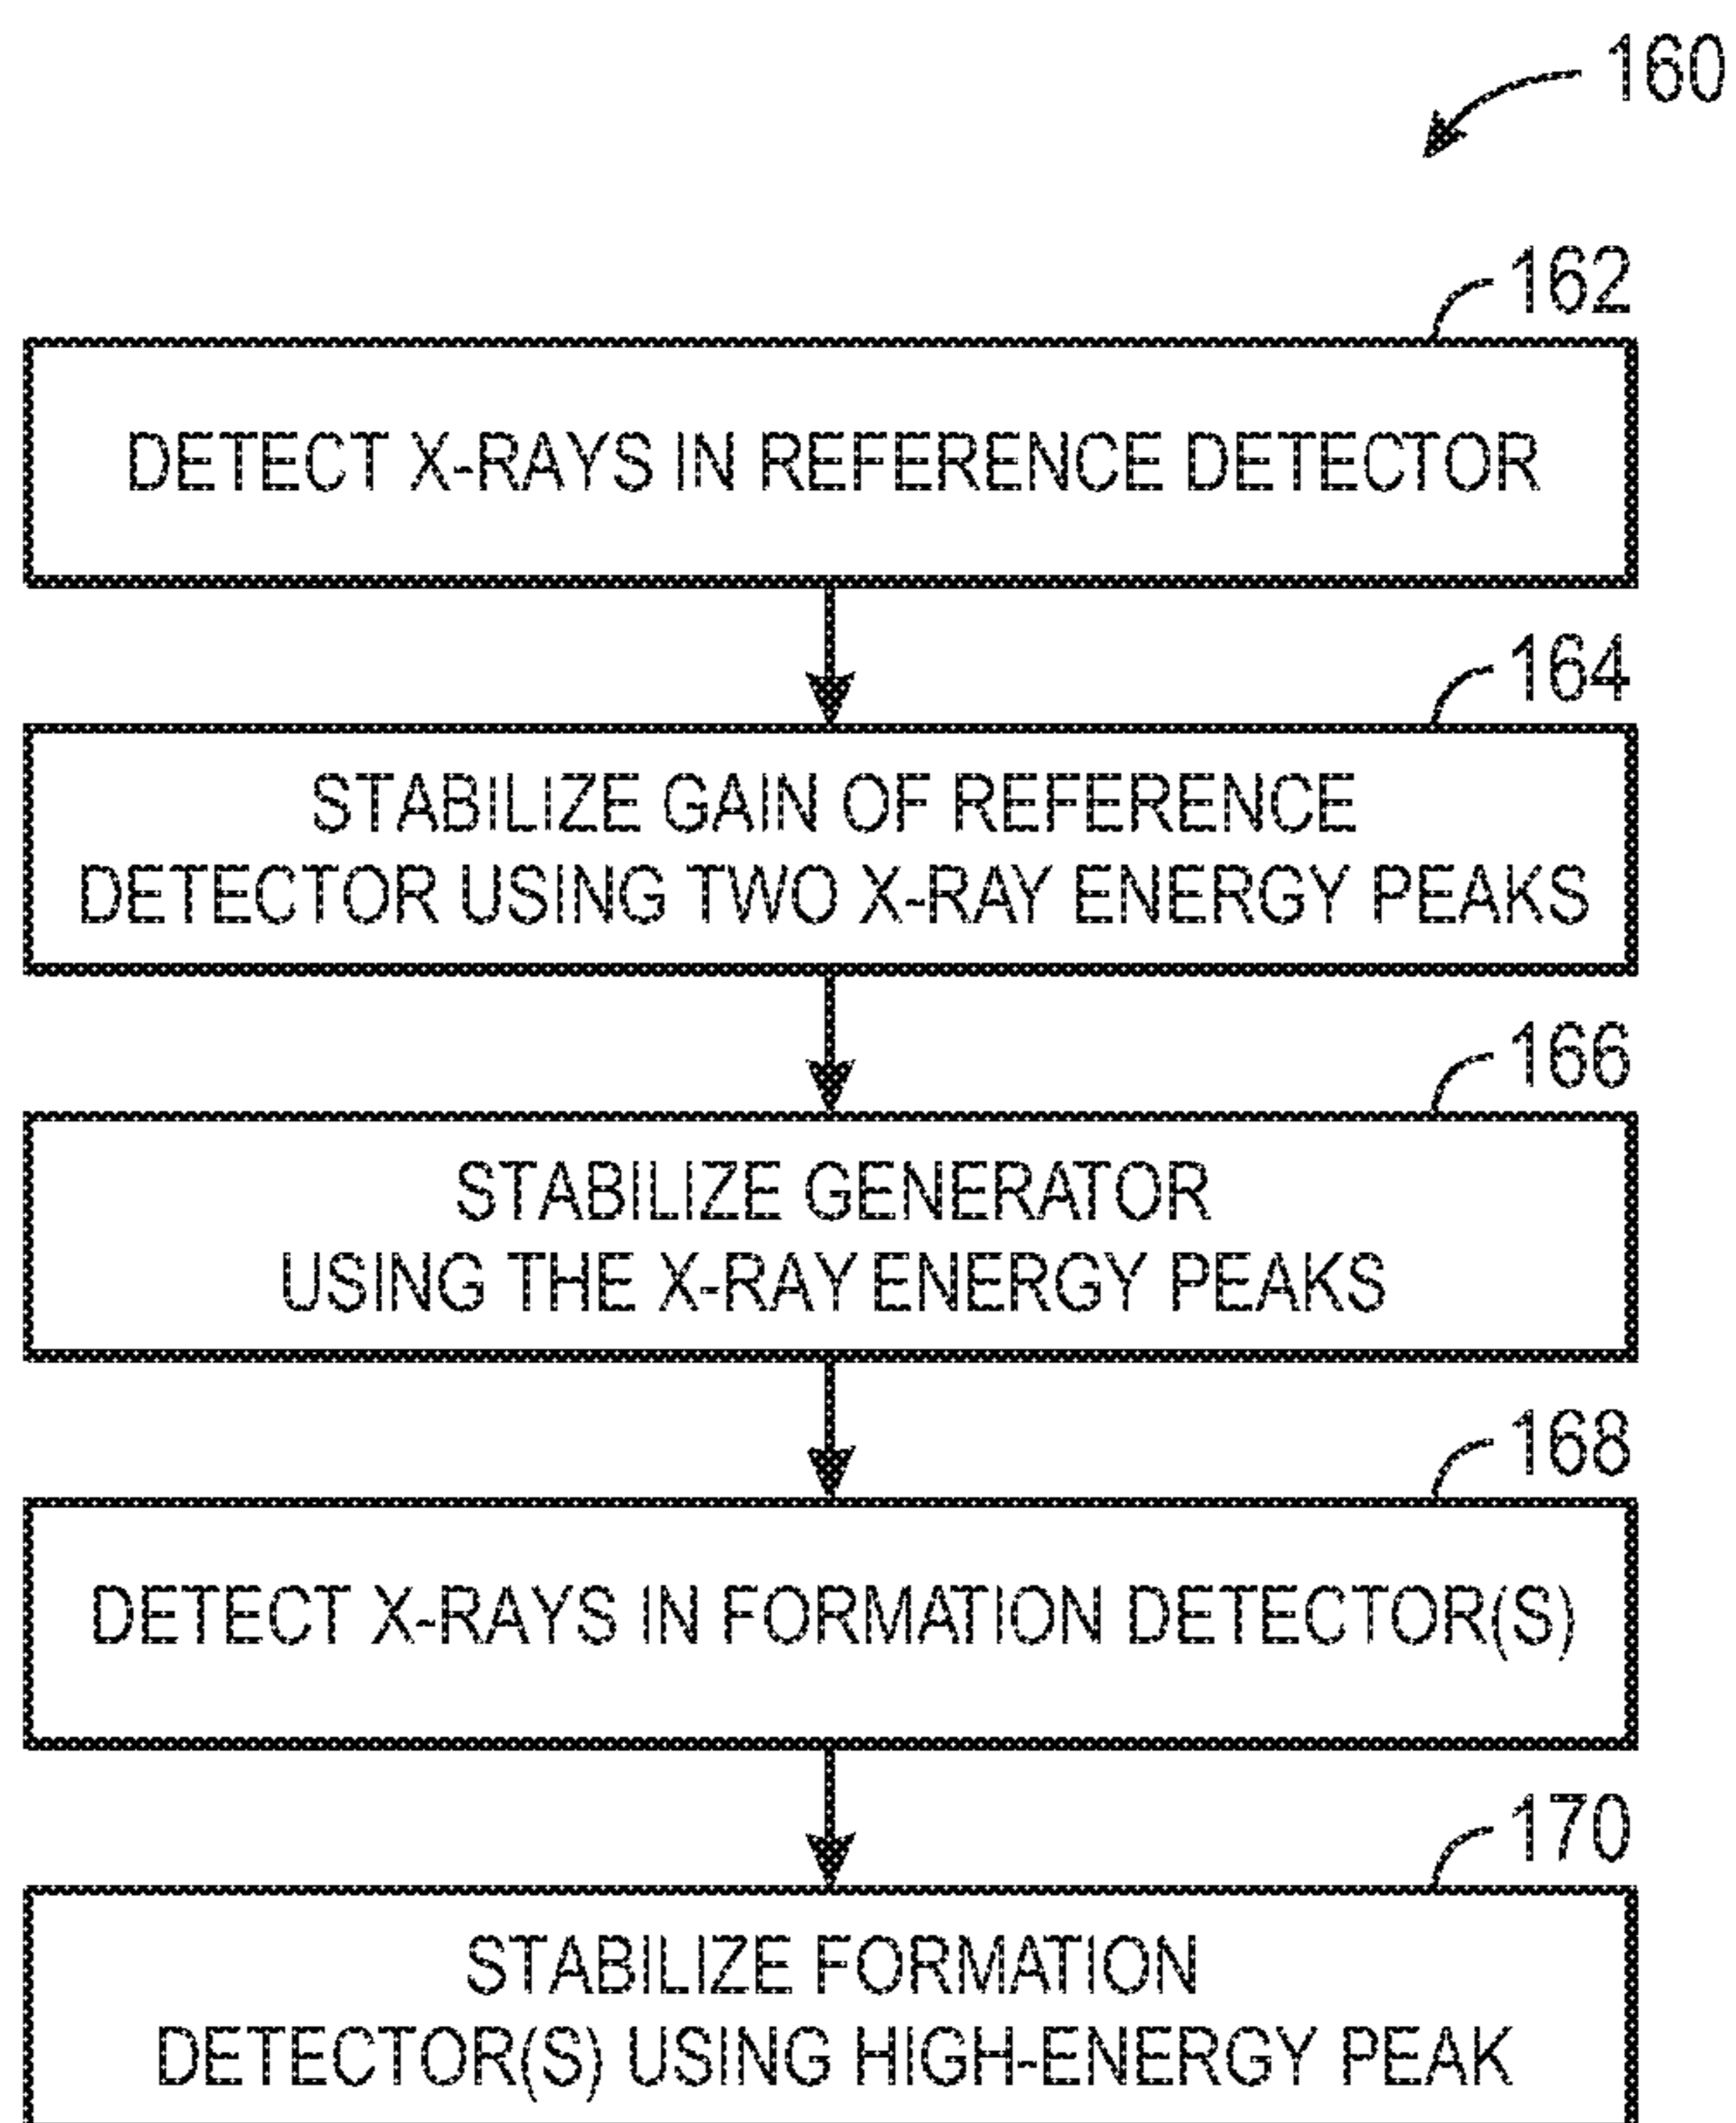 160
162
DETECT X-RAYS IN REFERENCE DETECTOR
164
STABILIZE GAIN OF REFERENCE
DETECTOR USING TWO X-RAY ENERGY PEAKS
166
STABILIZE GENERATOR
USING THE X-RAY ENERGY PEAKS
168
DETECT X-RAYS IN FORMATION DETECTOR(S)
170
STABILIZE FORMATION
DETECTOR(S) USING HIGH-ENERGY PEAK